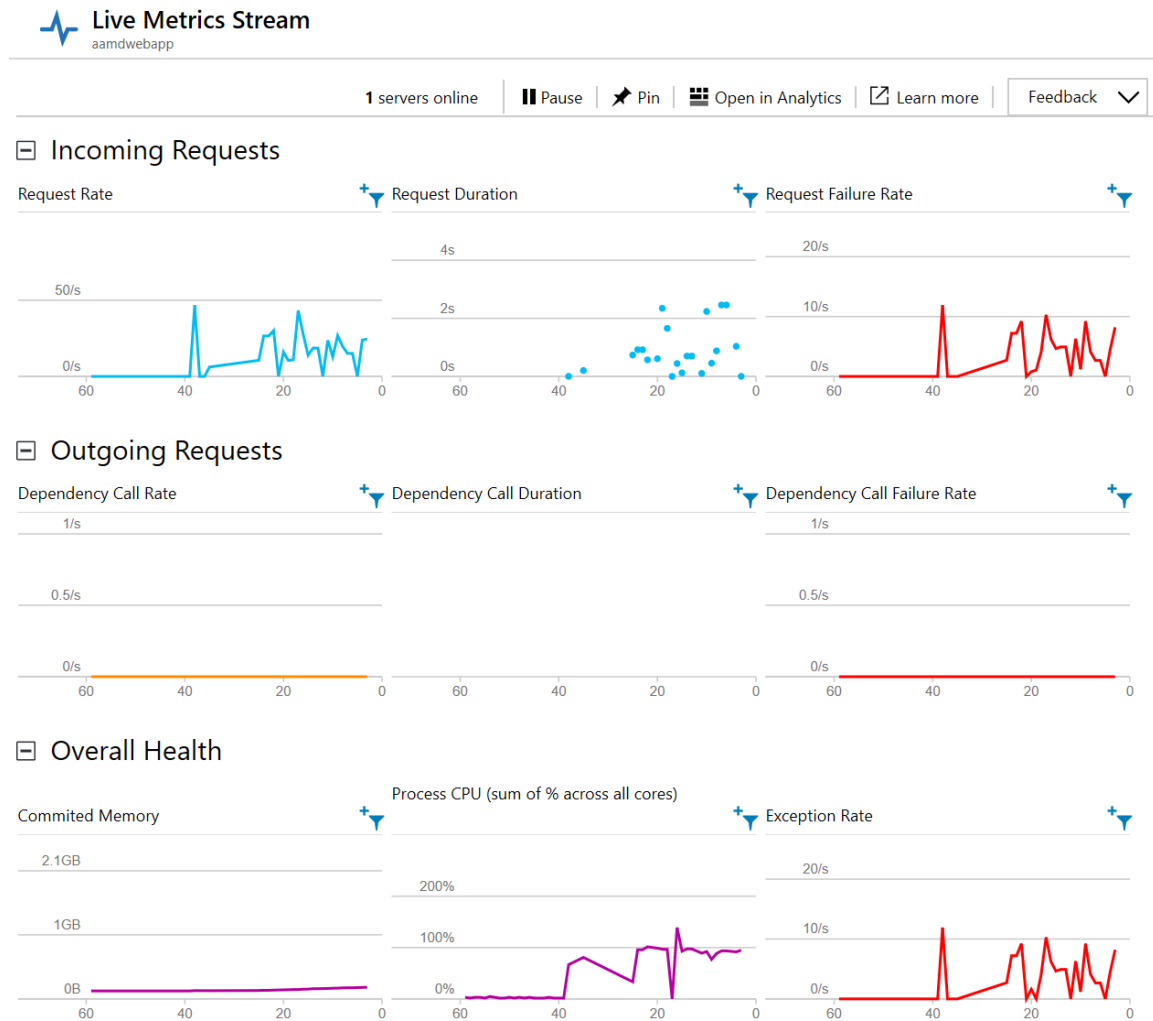 Live Metrics Stream
aamdwebapp
1 servers online
Pause
Pin
Open in Analytics
Learn more
Feedback
Incoming Requests
Request Rate
50/s
0/s
60 40 20 0
Request Duration
4s
2s
0s
60 40 20 0
Request Failure Rate
20/s
10/s
0/s
60 40 20 0
Outgoing Requests
Dependency Call Rate
1/s
0.5/s
0/s
60 40 20 0
Dependency Call Duration
60 40 20 0
Dependency Call Failure Rate
1/s
0.5/s
0/s
60 40 20 0
Overall Health
Commited Memory
2.1GB
1GB
0B
60 40 20 0
Process CPU (sum of % across all cores)
200%
100%
0%
60 40 20 0
Exception Rate
20/s
10/s
0/s
60 40 20 0